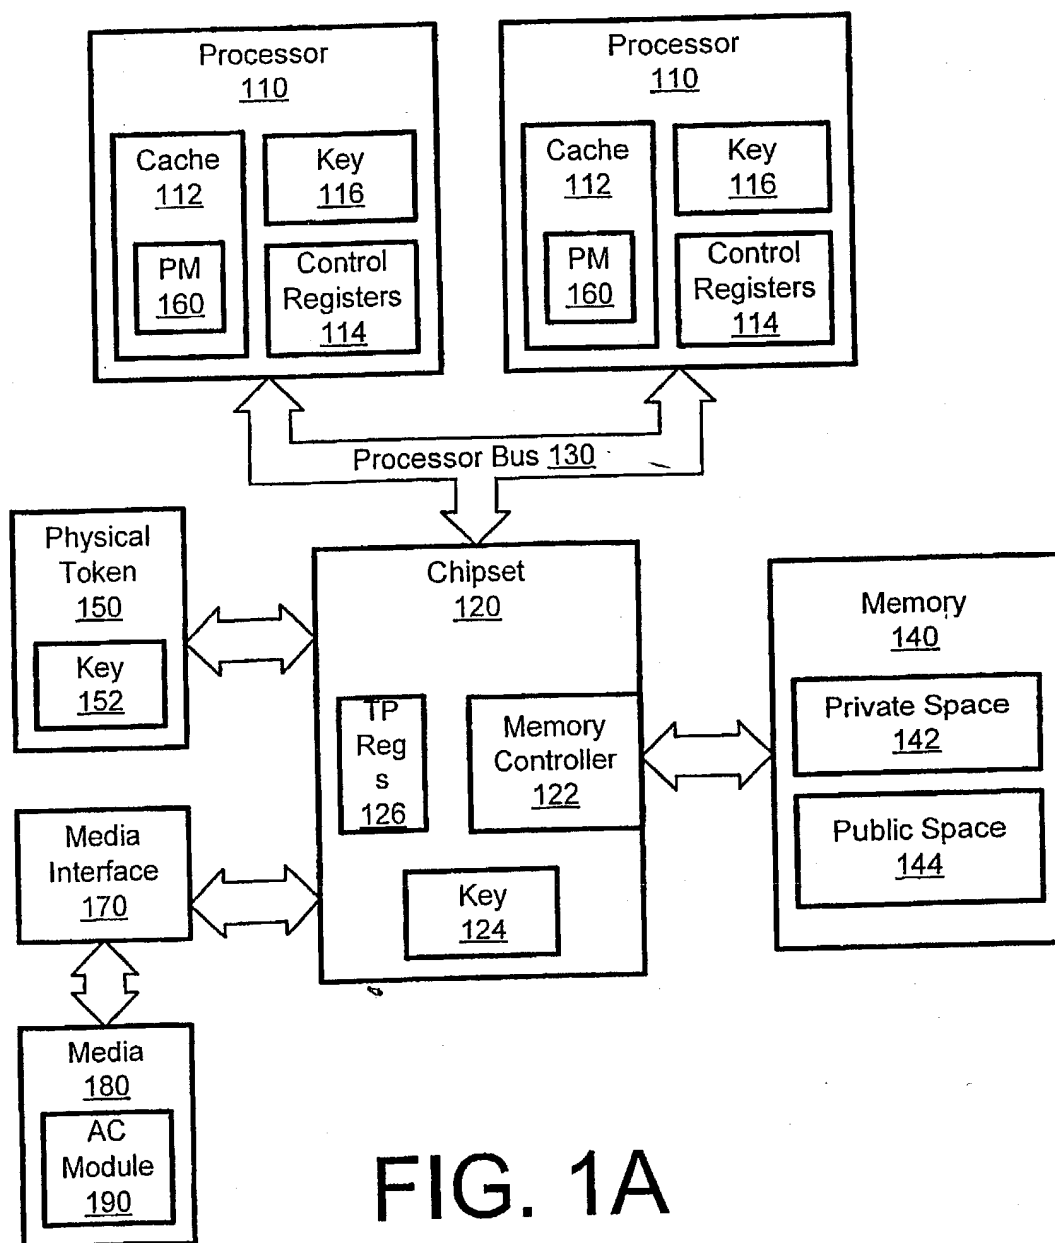 Processor
110
Cache
112
PM
160
Key
116
Control
Registers
114
Processor
110
Cache
112
PM
160
Key
116
Control
Registers
114
Processor Bus 130
Physical
Token
150
Key
152
Chipset
120
TP
Reg
s
126
Memory
Controller
122
Key
124
Memory
140
Private Space
142
Public Space
144
Media
Interface
170
Media
180
AC
Module
190
FIG. 1A